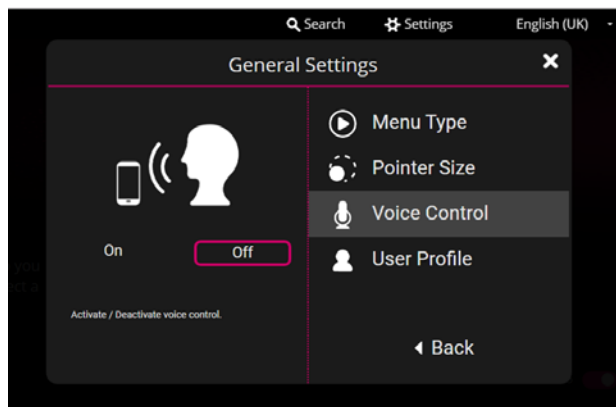 Search Settings English (UK)
General Settings
Menu Type
Pointer Size
Voice Control
On Off
User Profile
Activate / Deactivate voice control.
Back